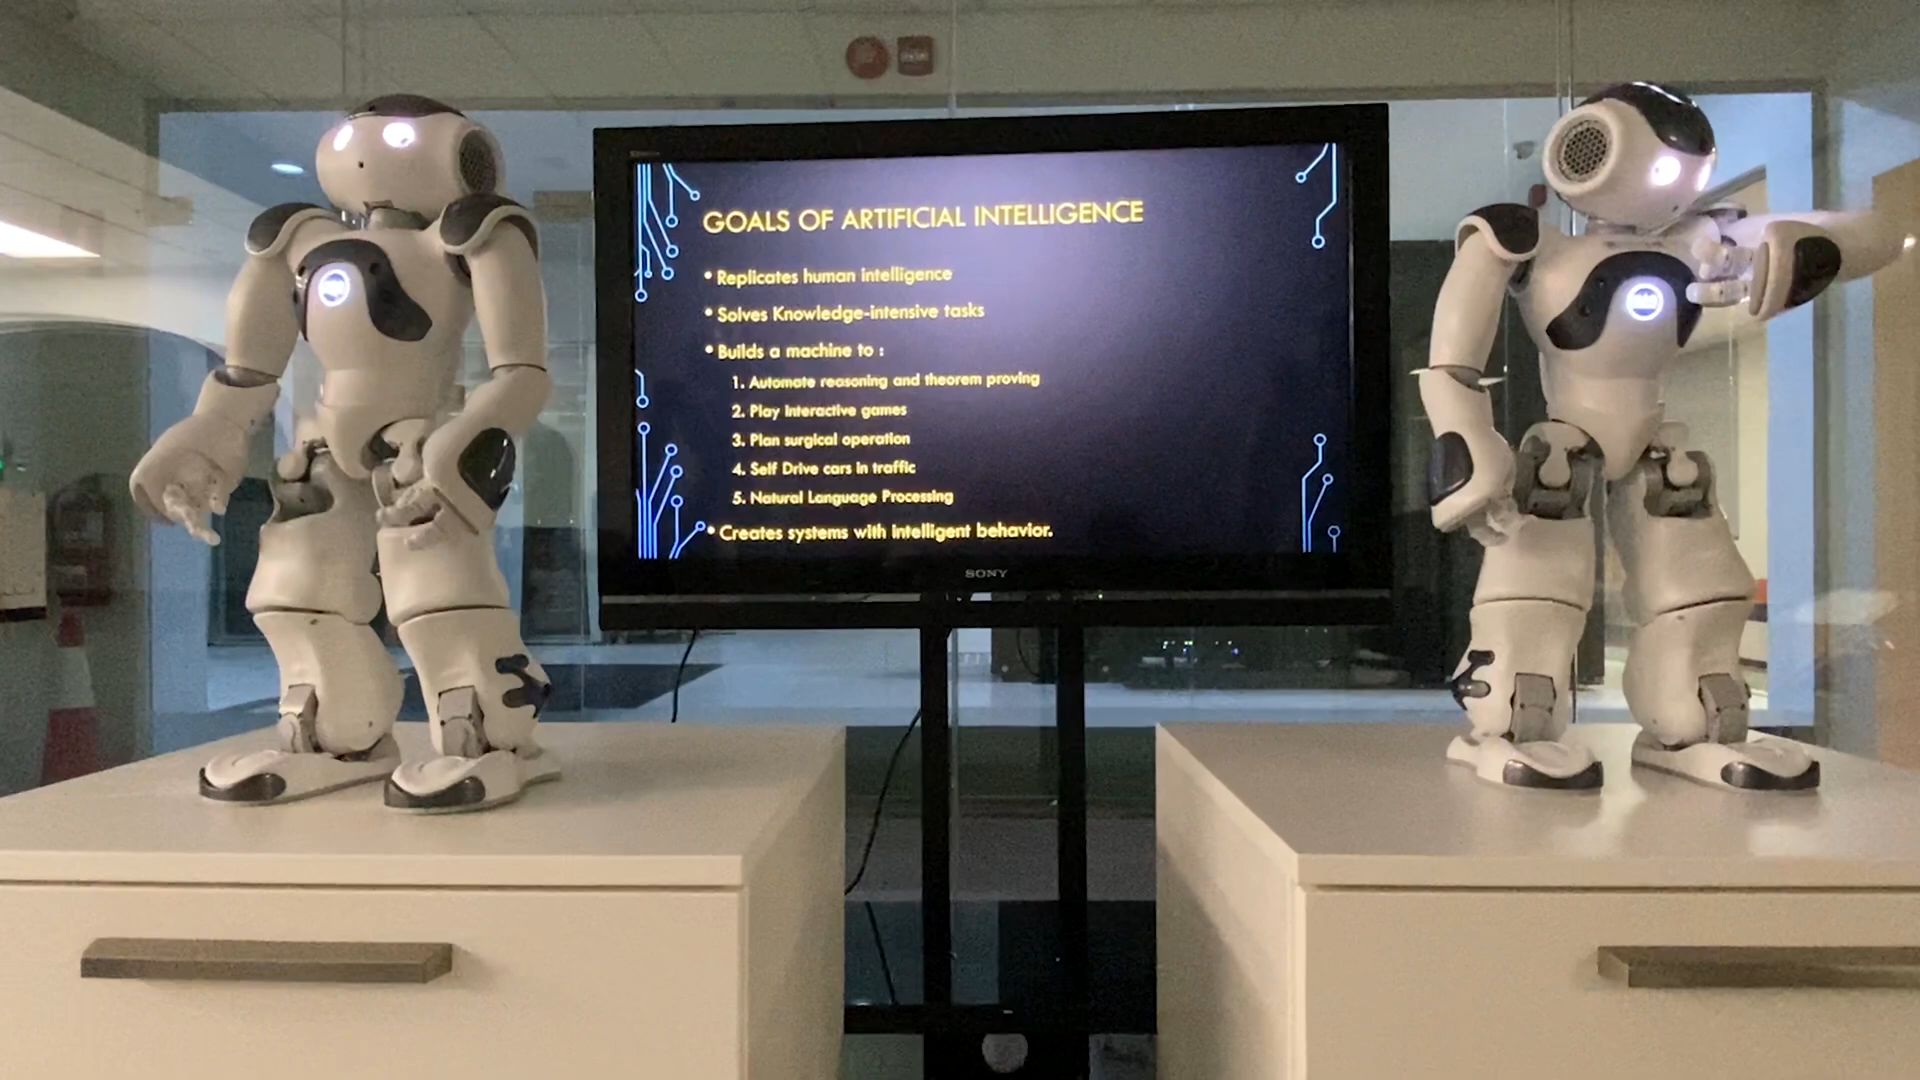 GOALS OF ARTIFICIAL INTELLIGENCE
• Replicates human intelligence
• Solves Knowledge-intensive tasks
• Builds a machine to :
1. Automate reasoning and theorem proving
2. Play Interactive games
3. Plan surgical operation
4. Self Drive cars in traffic
5. Natural Language Processing
• Creates systems with intelligent behavior.
SONY